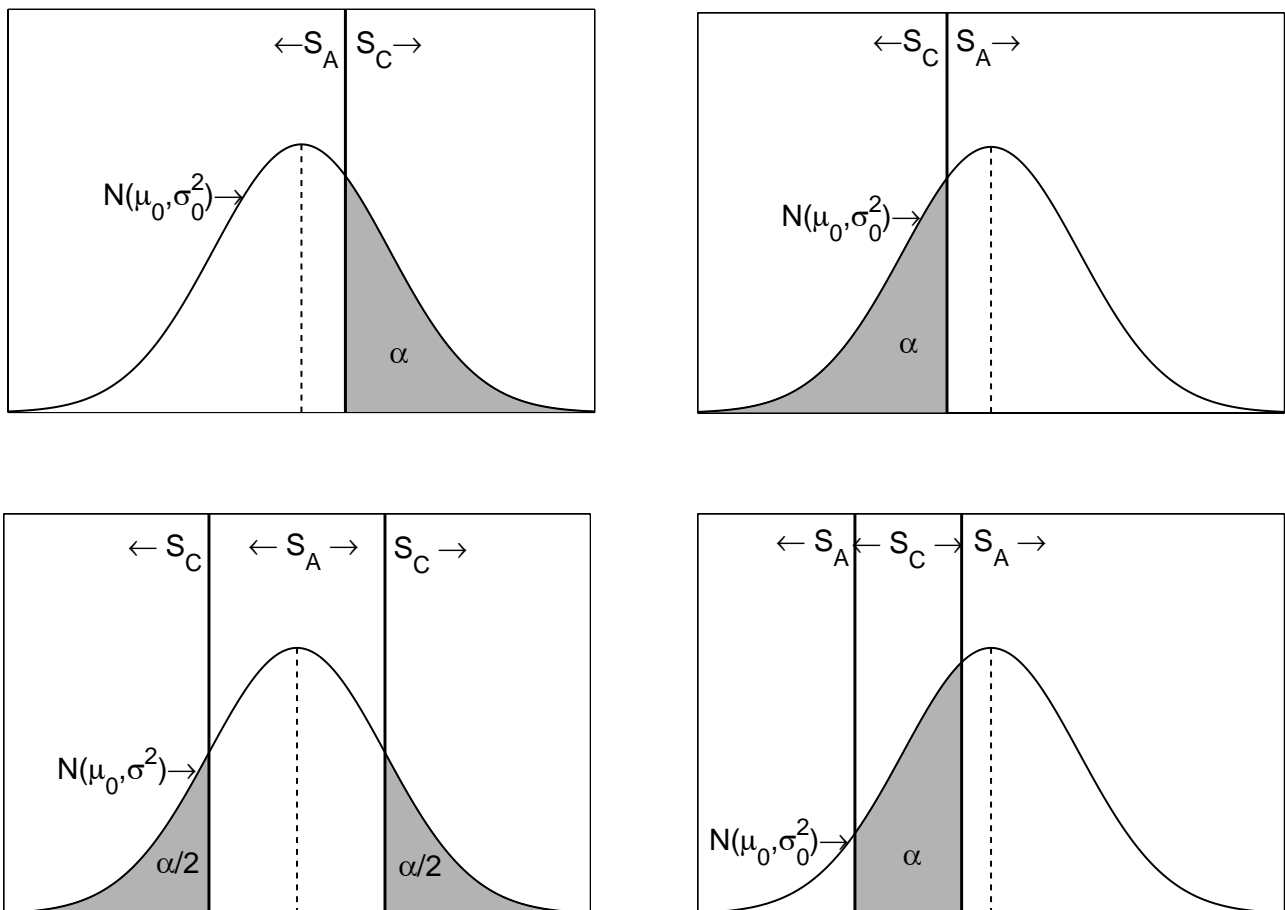 ←S_A S_C→
N(μ_0,σ_0^2)→
α
←S_C S_A→
N(μ_0,σ_0^2)→
α
← S_C ← S_A → S_C →
N(μ_0,σ^2)→
α/2 α/2
← S_A ← S_C → S_A →
N(μ_0,σ_0^2)→
α